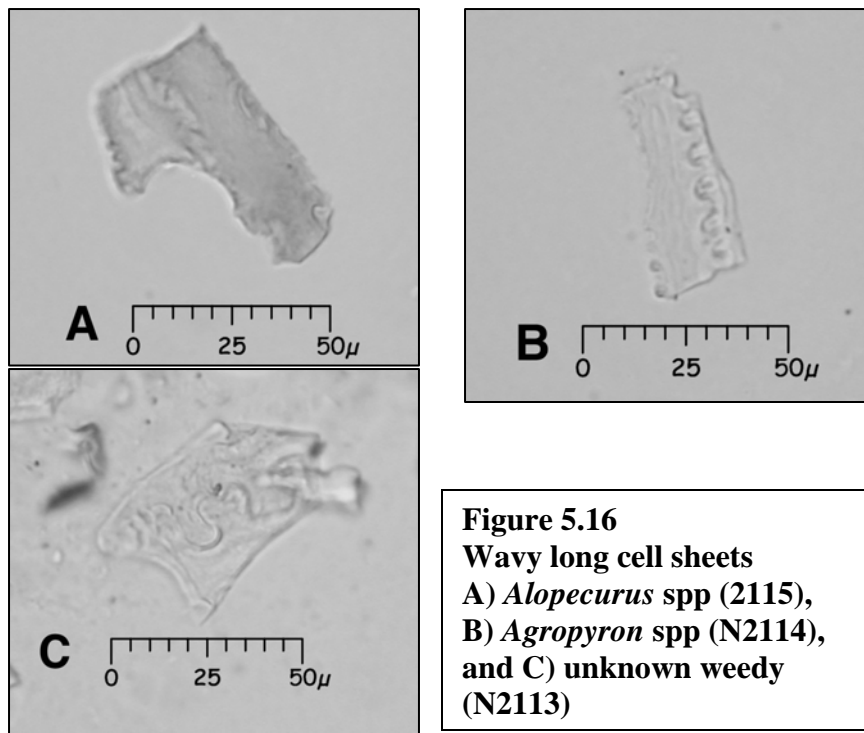 A
0 25 50µ
B
0 25 50µ
C
0 25 50µ
Figure 5.16
Wavy long cell sheets
A) Alopecurus spp (2115),
B) Agropyron spp (N2114),
and C) unknown weedy
(N2113)